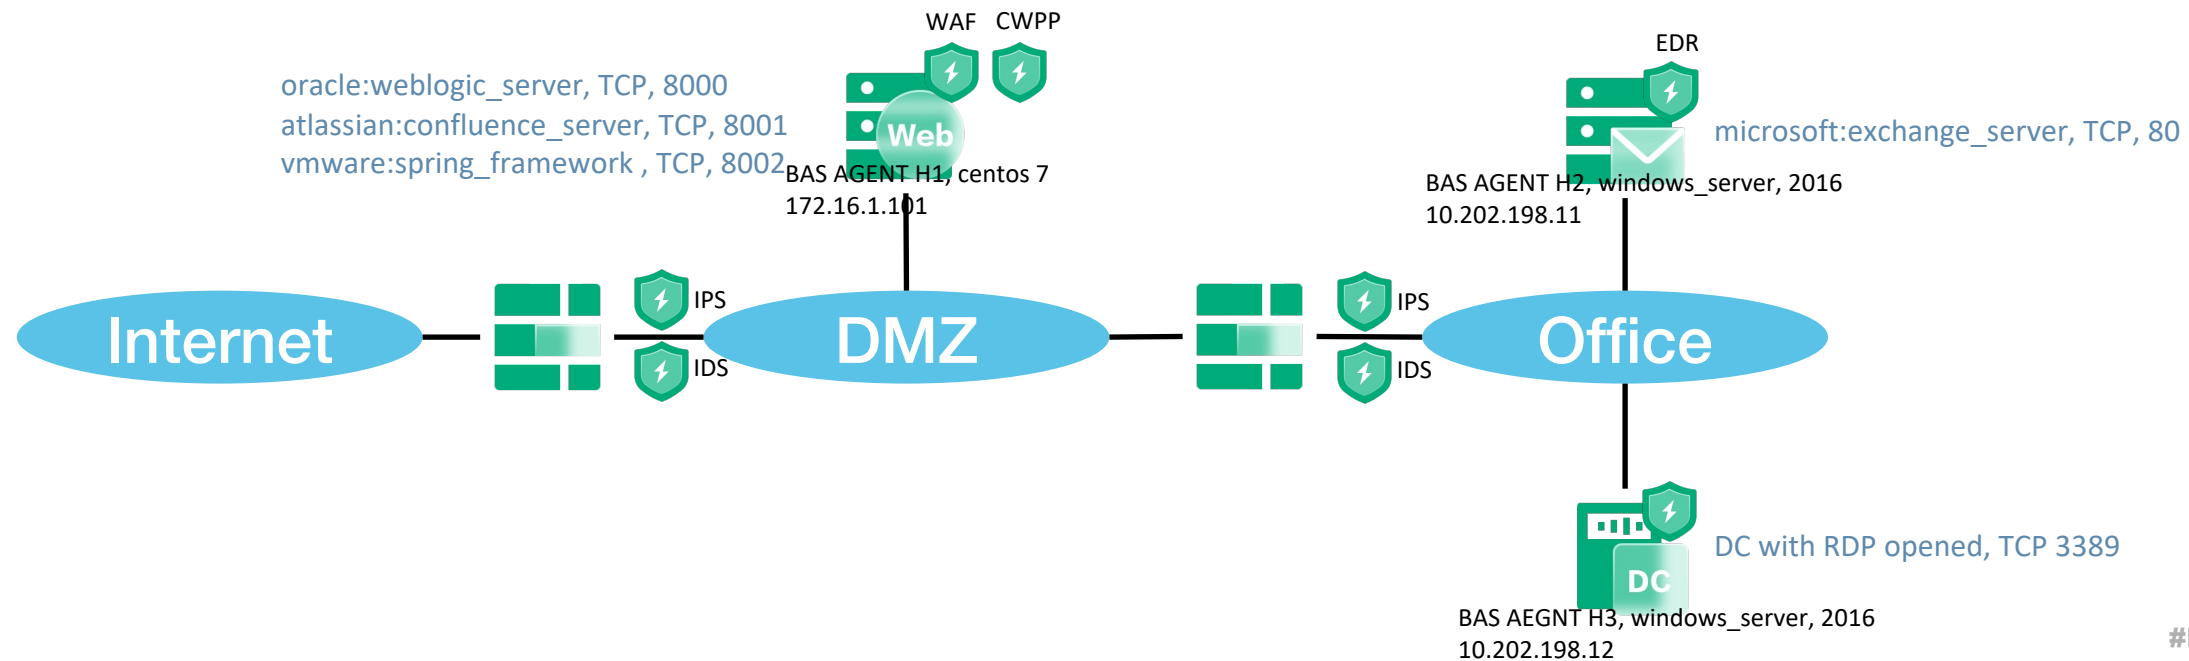 WAF CWPP
EDR
oracle:weblogic_server, TCP, 8000
atlassian:confluence_server, TCP, 8001
vmware:spring_framework , TCP, 8002
Web
BAS AGENT H1, centos 7
172.16.1.101
microsoft:exchange_server, TCP, 80
BAS AGENT H2, windows_server, 2016
10.202.198.11
IPS
IPS
Internet
DMZ
Office
IDS
IDS
DC with RDP opened, TCP 3389
DC
BAS AEGNT H3, windows_server, 2016
10.202.198.12